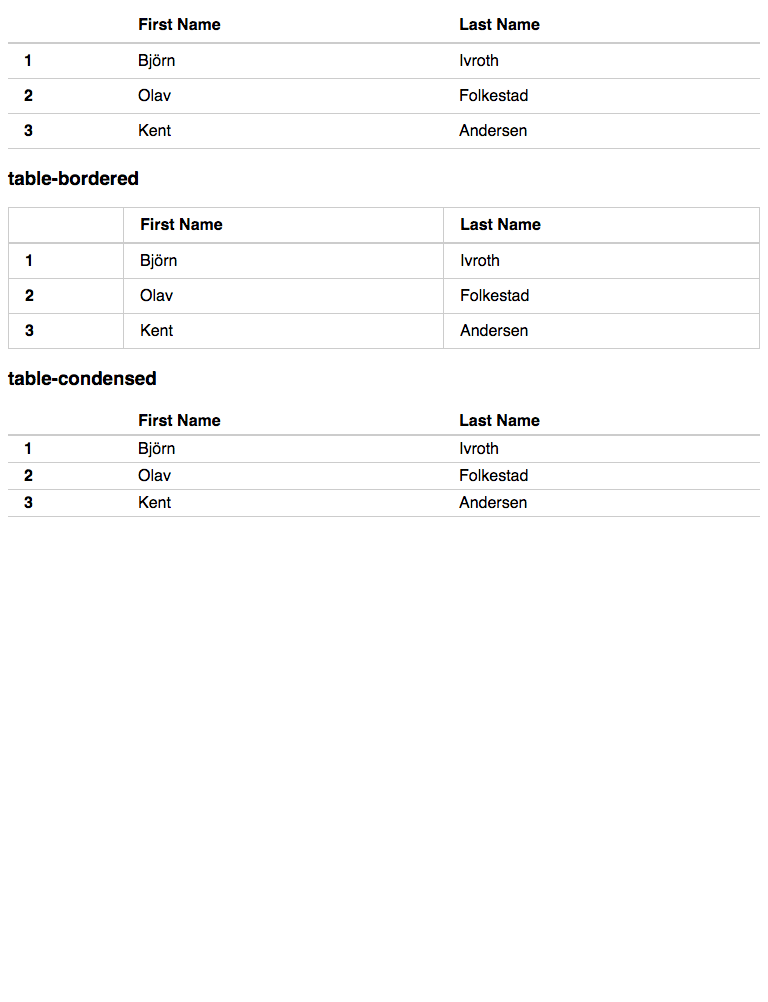 First Name Last Name
1 Björn Ivroth
2 Olav Folkestad
3 Kent Andersen
table-bordered
First Name Last Name
1 Björn Ivroth
2 Olav Folkestad
3 Kent Andersen
table-condensed
First Name Last Name
1 Björn Ivroth
2 Olav Folkestad
3 Kent Andersen